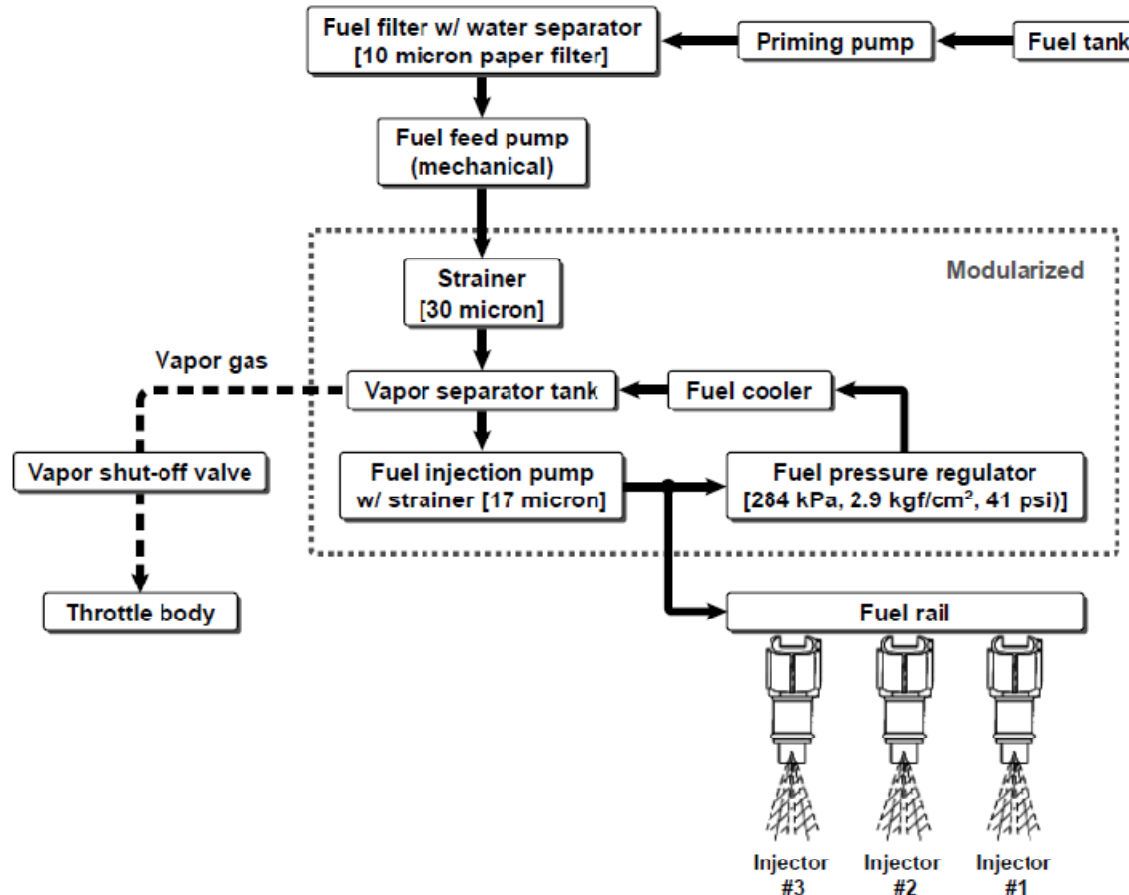 Fuel filter w/ water separator
[10 micron paper filter]
Priming pump
Fuel tank
Fuel feed pump
(mechanical)
Modularized
Strainer
[30 micron]
Vapor gas
Vapor separator tank
Fuel cooler
Vapor shut-off valve
Fuel injection pump
w/ strainer [17 micron]
Fuel pressure regulator
[284 kPa, 2.9 kgf/cm², 41 psi)]
Throttle body
Fuel rail
Injector
#3
Injector
#2
Injector
#1